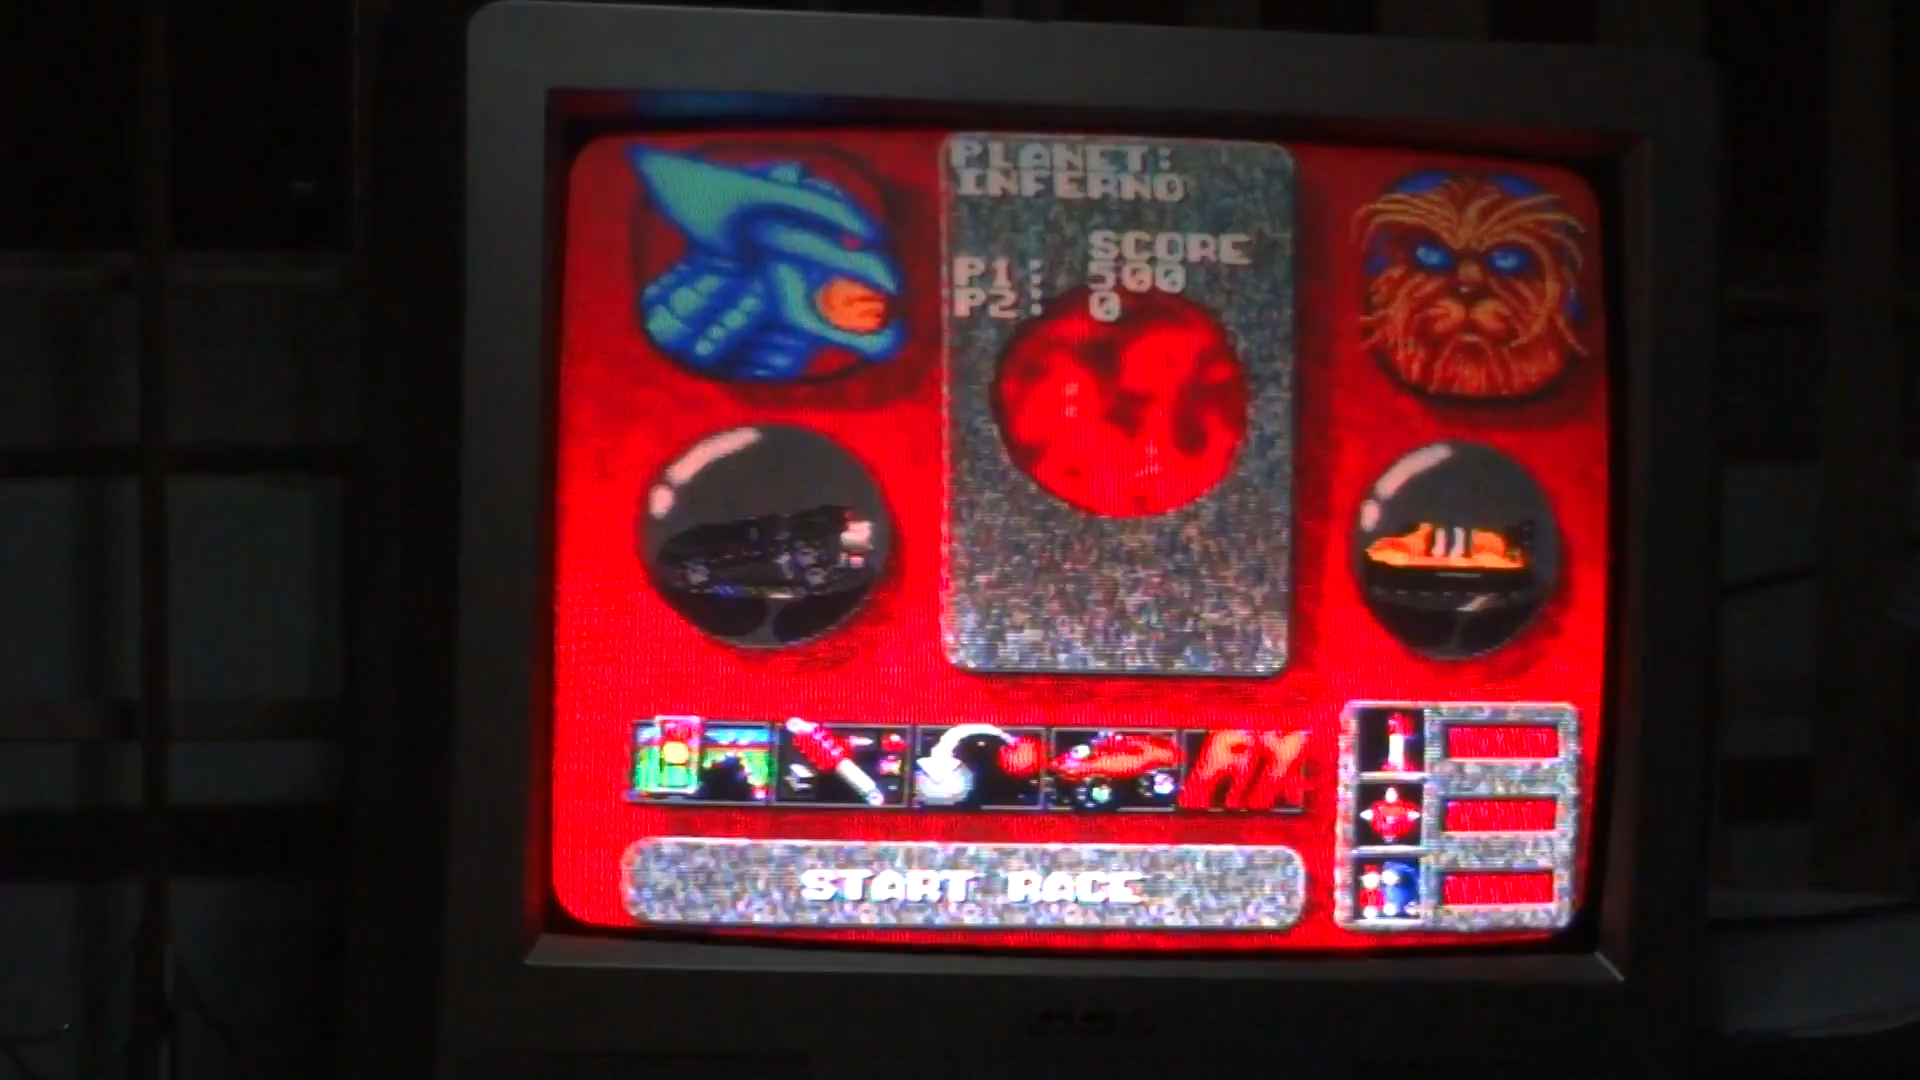 PLANET:
INFERNO
SCORE
P1: 500
P2: 0
START RACE